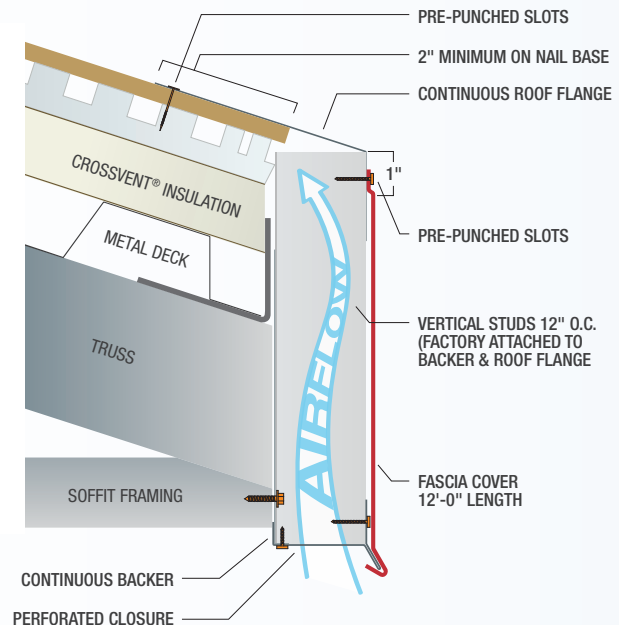 PRE-PUNCHED SLOTS
2" MINIMUM ON NAIL BASE
CONTINUOUS ROOF FLANGE
CROSSVENT® INSULATION
1"
METAL DECK
PRE-PUNCHED SLOTS
VERTICAL STUDS 12" O.C.
(FACTORY ATTACHED TO
BACKER & ROOF FLANGE
TRUSS
AIRFLOW
FASCIA COVER
12'-0" LENGTH
SOFFIT FRAMING
CONTINUOUS BACKER
PERFORATED CLOSURE